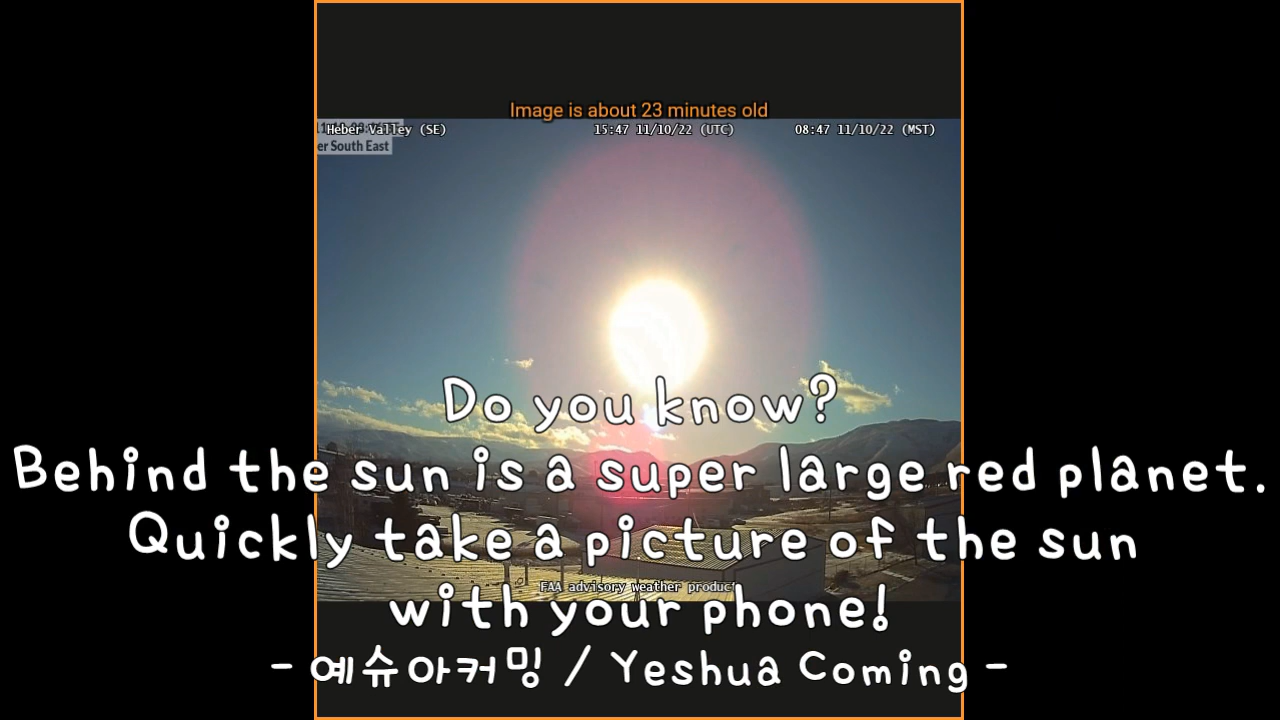 Image is about 23 minutes old
Heber Valley (SE) 15:47 11/10/22 (UTC) 08:47 11/10/22 (MST)
er South East
Do you know?
Behind the sun is a super large red planet.
Quickly take a picture of the sun
FAA advisory weather product
with your phone!
- 예슈아커밍 / Yeshua Coming -